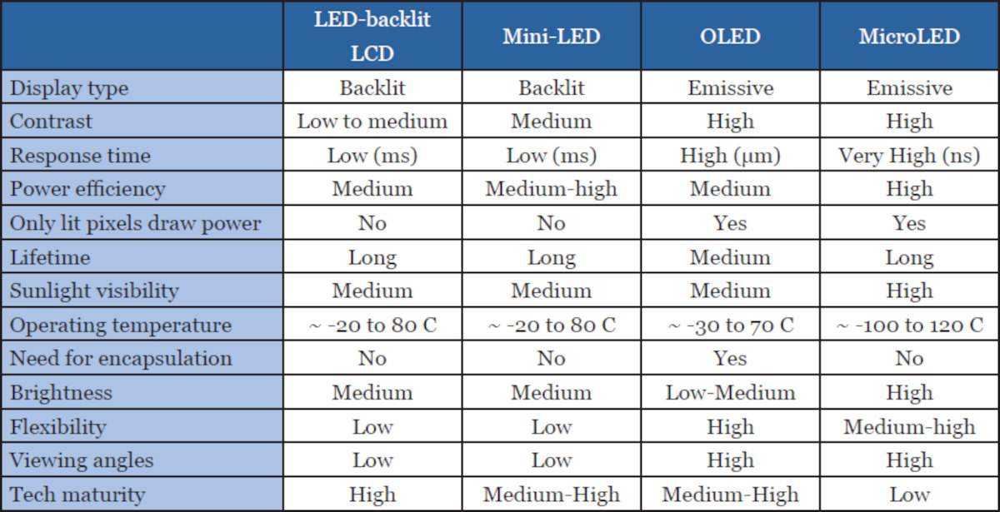 LED-backlit LCD Mini-LED OLED MicroLED
Display type Backlit Backlit Emissive Emissive
Contrast Low to medium Medium High High
Response time Low (ms) Low (ms) High (μm) Very High (ns)
Power efficiency Medium Medium-high Medium High
Only lit pixels draw power No No Yes Yes
Lifetime Long Long Medium Long
Sunlight visibility Medium Medium Medium High
Operating temperature ~ -20 to 80 C ~ -20 to 80 C ~ -30 to 70 C ~ -100 to 120 C
Need for encapsulation No No Yes No
Brightness Medium Medium Low-Medium High
Flexibility Low Low High Medium-high
Viewing angles Low Low High High
Tech maturity High Medium-High Medium-High Low